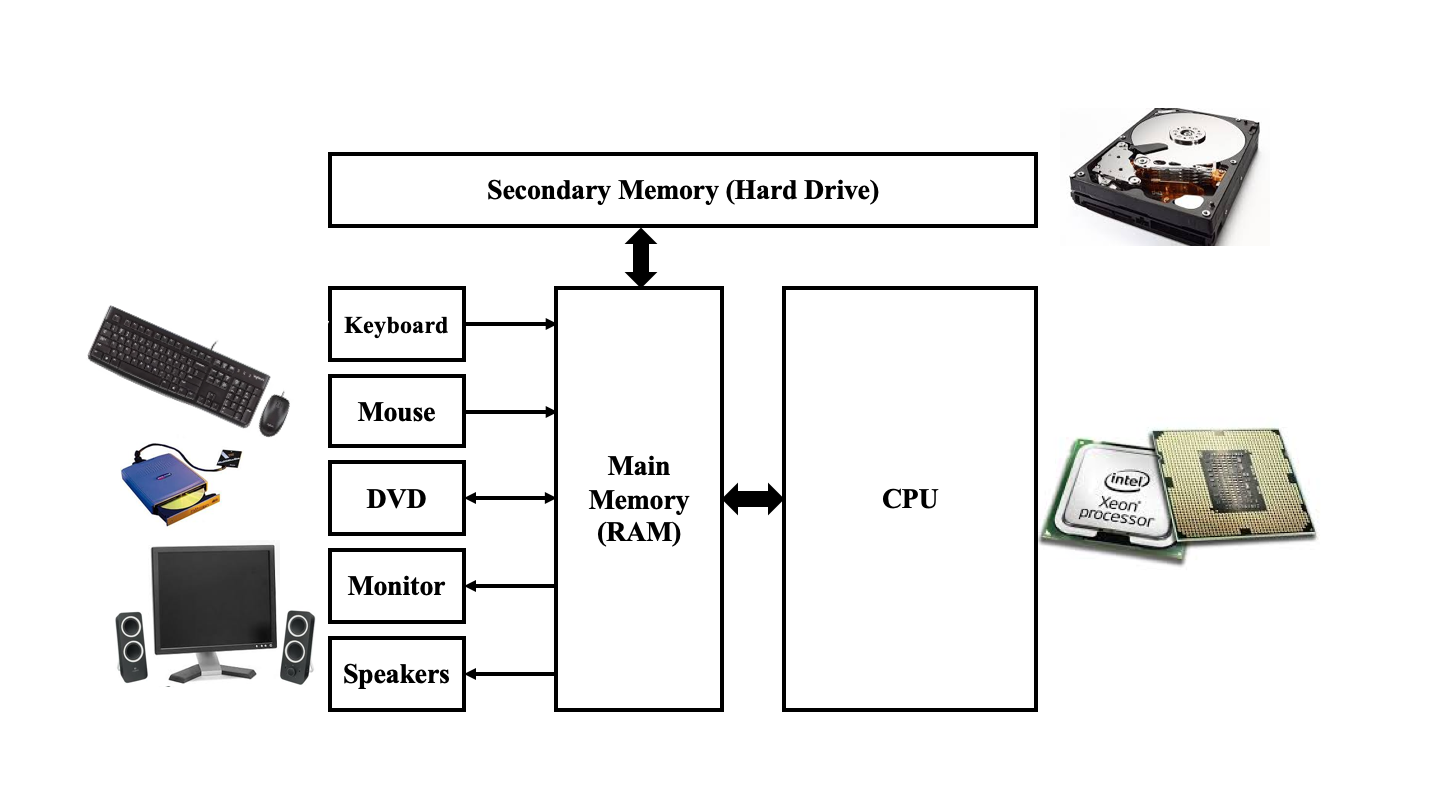 Secondary Memory (Hard Drive)
Keyboard
Mouse
DVD
Monitor
Speakers
Main
Memory
(RAM)
CPU
intel
Xeon®
processor